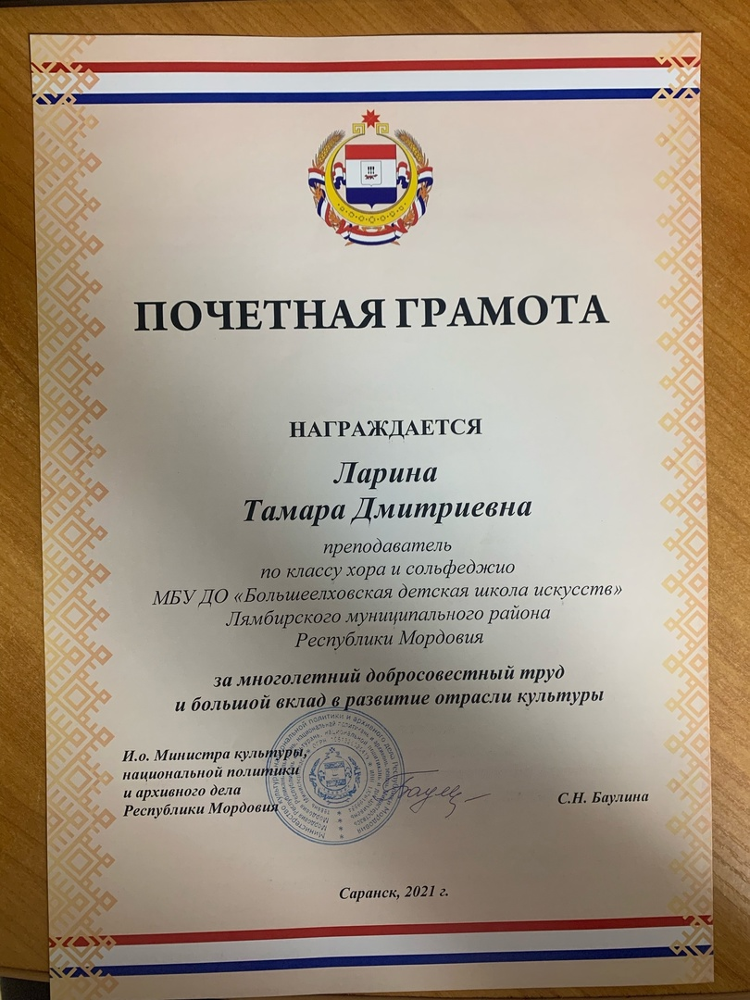 ПОЧЕТНАЯ ГРАМОТА
НАГРАЖДАЕТСЯ
Ларина
Тамара Дмитриевна
преподаватель
по классу хора и сольфеджио
МБУ ДО «Большеелховская детская школа искусств»
Лямбирского муниципального района
Республики Мордовия
за многолетний добросовестный труд
и большой вклад в развитие отрасли культуры
И.о. Министра культуры,
национальной политики
и архивного дела
Республики Мордовия
С.Н. Баулина
Саранск, 2021 г.